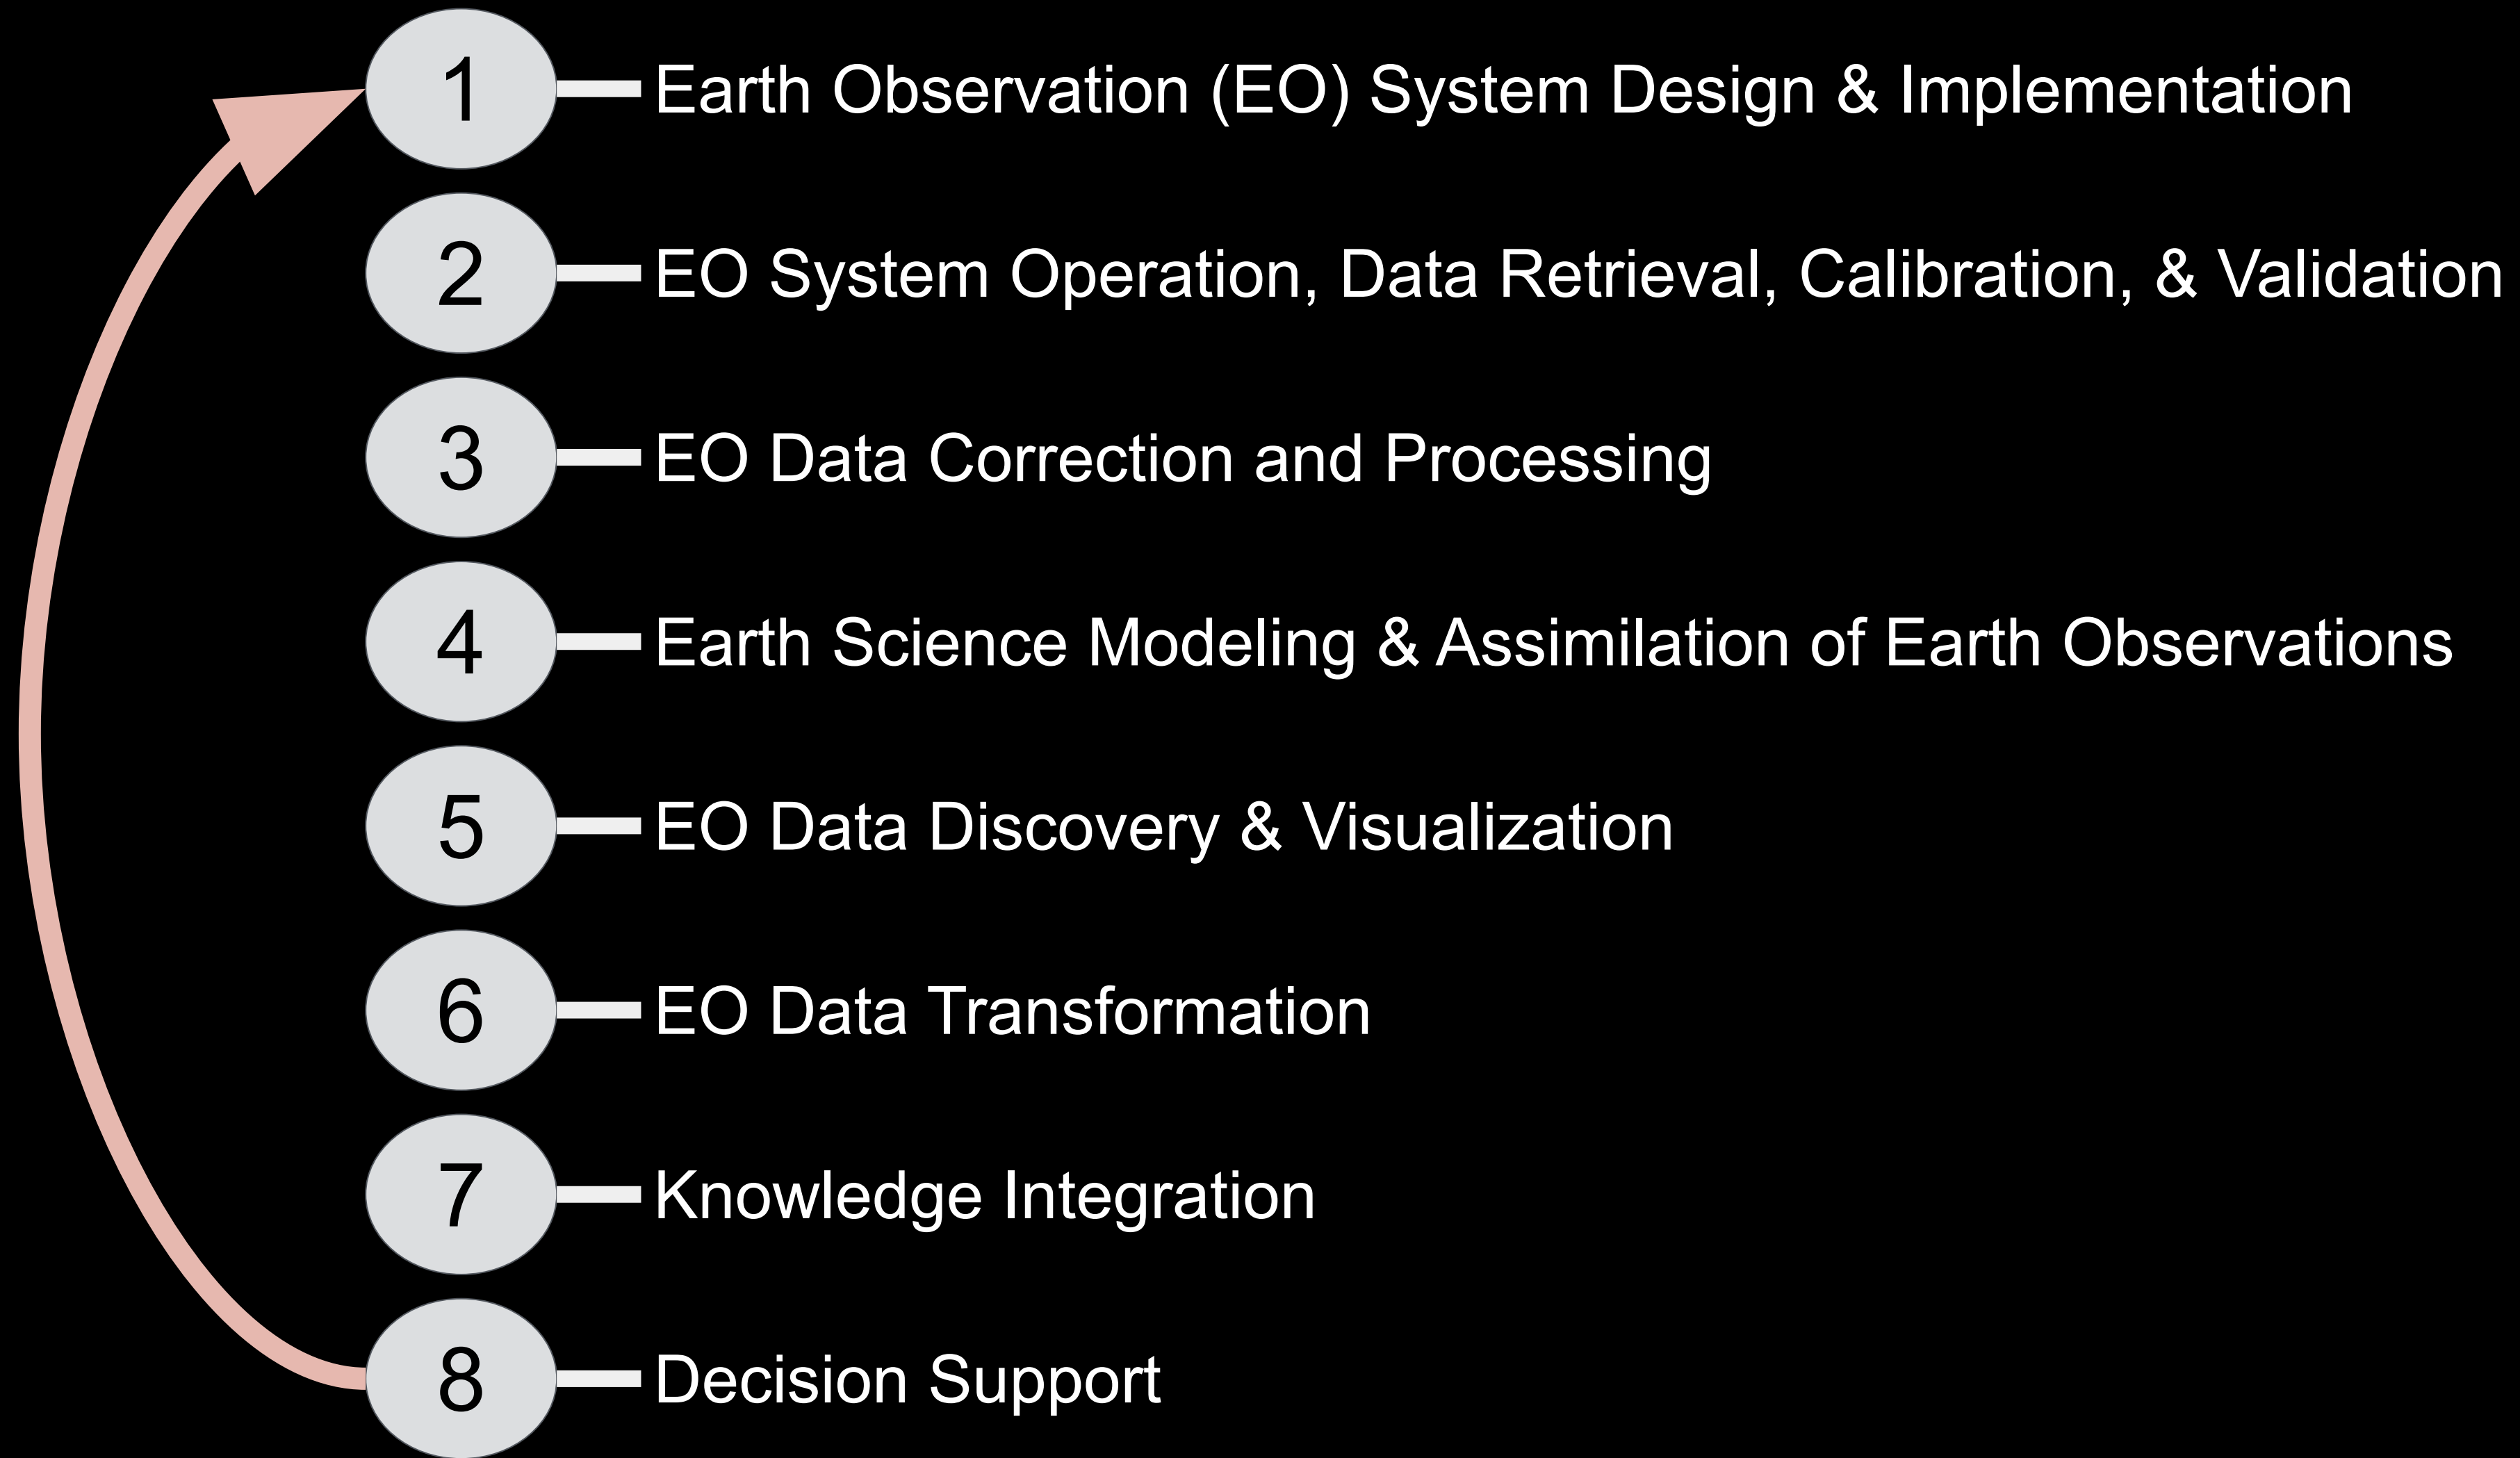 1 Earth Observation (EO) System Design & Implementation
2 EO System Operation, Data Retrieval, Calibration, & Validation
3 EO Data Correction and Processing
4 Earth Science Modeling & Assimilation of Earth Observations
5 EO Data Discovery & Visualization
6 EO Data Transformation
7 Knowledge Integration
8 Decision Support